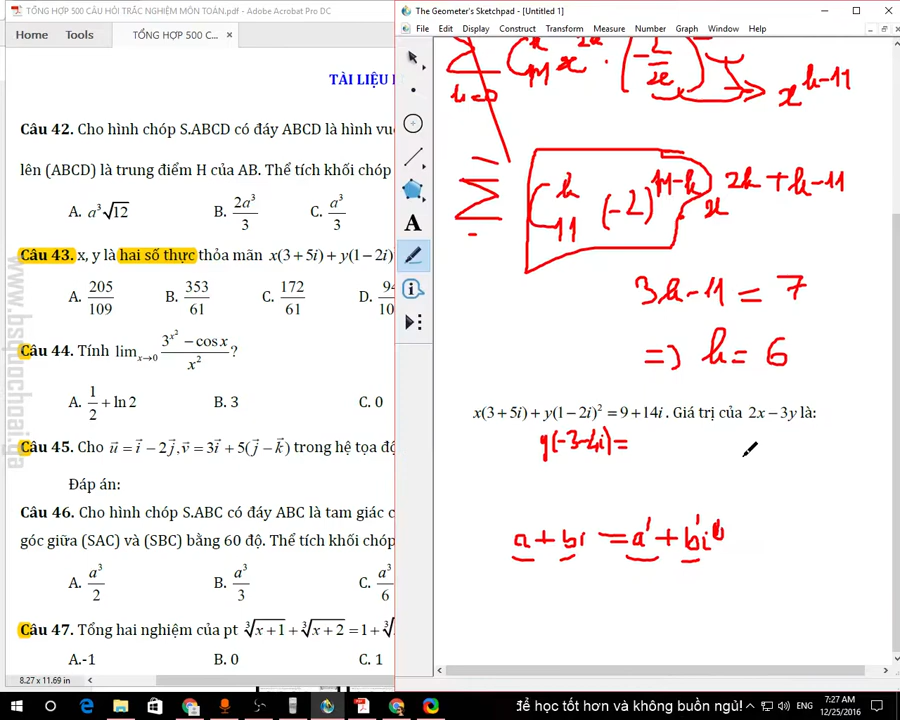 TỔNG HỢP 500 CÂU HỎI TRẮC NGHIỆM MÔN TOÁN.pdf - Adobe Acrobat Pro DC
File Edit
Home Tools TỔNG HỢP 500 C... ×
TÀI LIỆU
Câu 42. Cho hình chóp S.ABCD có đáy ABCD là hình
lên (ABCD) là trung điểm H của AB. Thể tích khối chóp
A. a³√12 B. 2a³/3 C. a³/3
Câu 43. x, y là hai số thực thỏa mãn x(3+5i) + y(1−2i)
A. 205/109 B. 353/61 C. 172/61 D.
Câu 44. Tính lim x→0 (3^(x²) − cos x)/x² ?
A. 1/2 + ln2 B. 3 C. 0
Câu 45. Cho u⃗ = i⃗ − 2j⃗, v⃗ = 3i⃗ + 5(j⃗ − k⃗) trong hệ tọa độ
Đáp án:
Câu 46. Cho hình chóp S.ABC có đáy ABC là tam giác
góc giữa (SAC) và (SBC) bằng 60 độ. Thể tích khối chóp
A. a³/2 B. a³/3 C. a³/6
Câu 47. Tổng hai nghiệm của pt ∛(x+1) + ∛(x+2) = 1 + ∛
A.-1 B. 0 C. 1
8.27 x 11.69 in
www.bsquochoai.ga
The Geometer's Sketchpad - [Untitled 1]
File Edit Display Construct Transform Measure Number Graph Window Help
A
k=0 C 11 x^2k · (−2/x) x^(k−11)
∑ C^k 11 (−2)^(11−k) · x^(2k+k−11)
3k−11 = 7
=> k = 6
x(3+5i) + y(1−2i)² = 9+14i . Giá trị của 2x−3y là:
y(−3−4i)=
a + bi = a' + b'i
để học tốt hơn và không buồn ngủ!
ENG
7:27 AM
12/25/2016